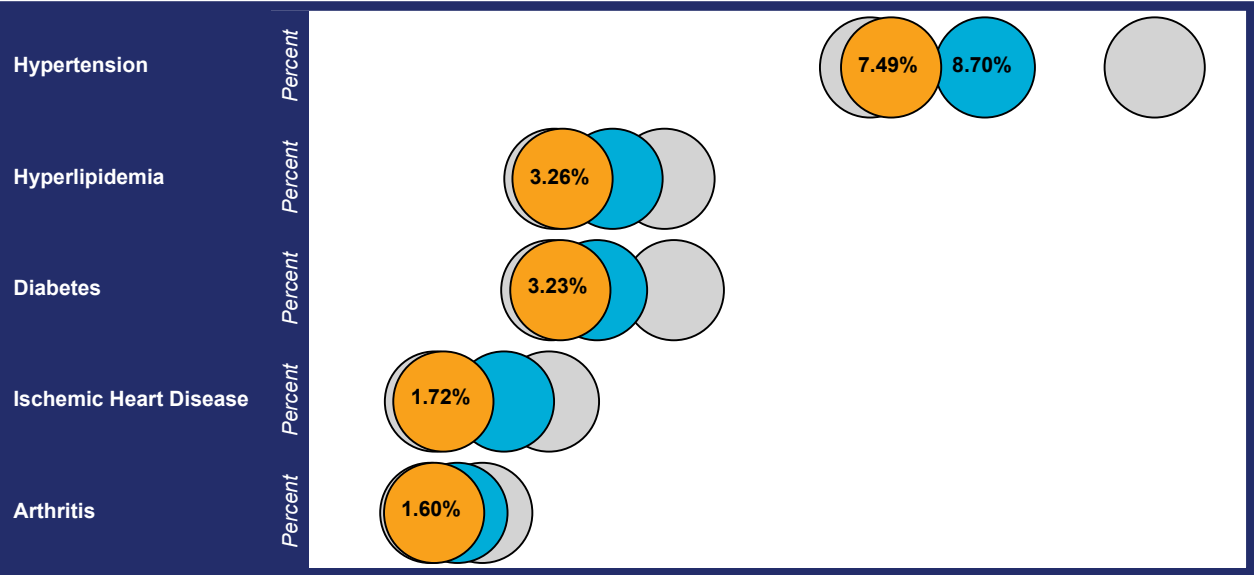 Hypertension
Percent
7.49%
8.70%
Hyperlipidemia
Percent
3.26%
Diabetes
Percent
3.23%
Ischemic Heart Disease
Percent
1.72%
Arthritis
Percent
1.60%